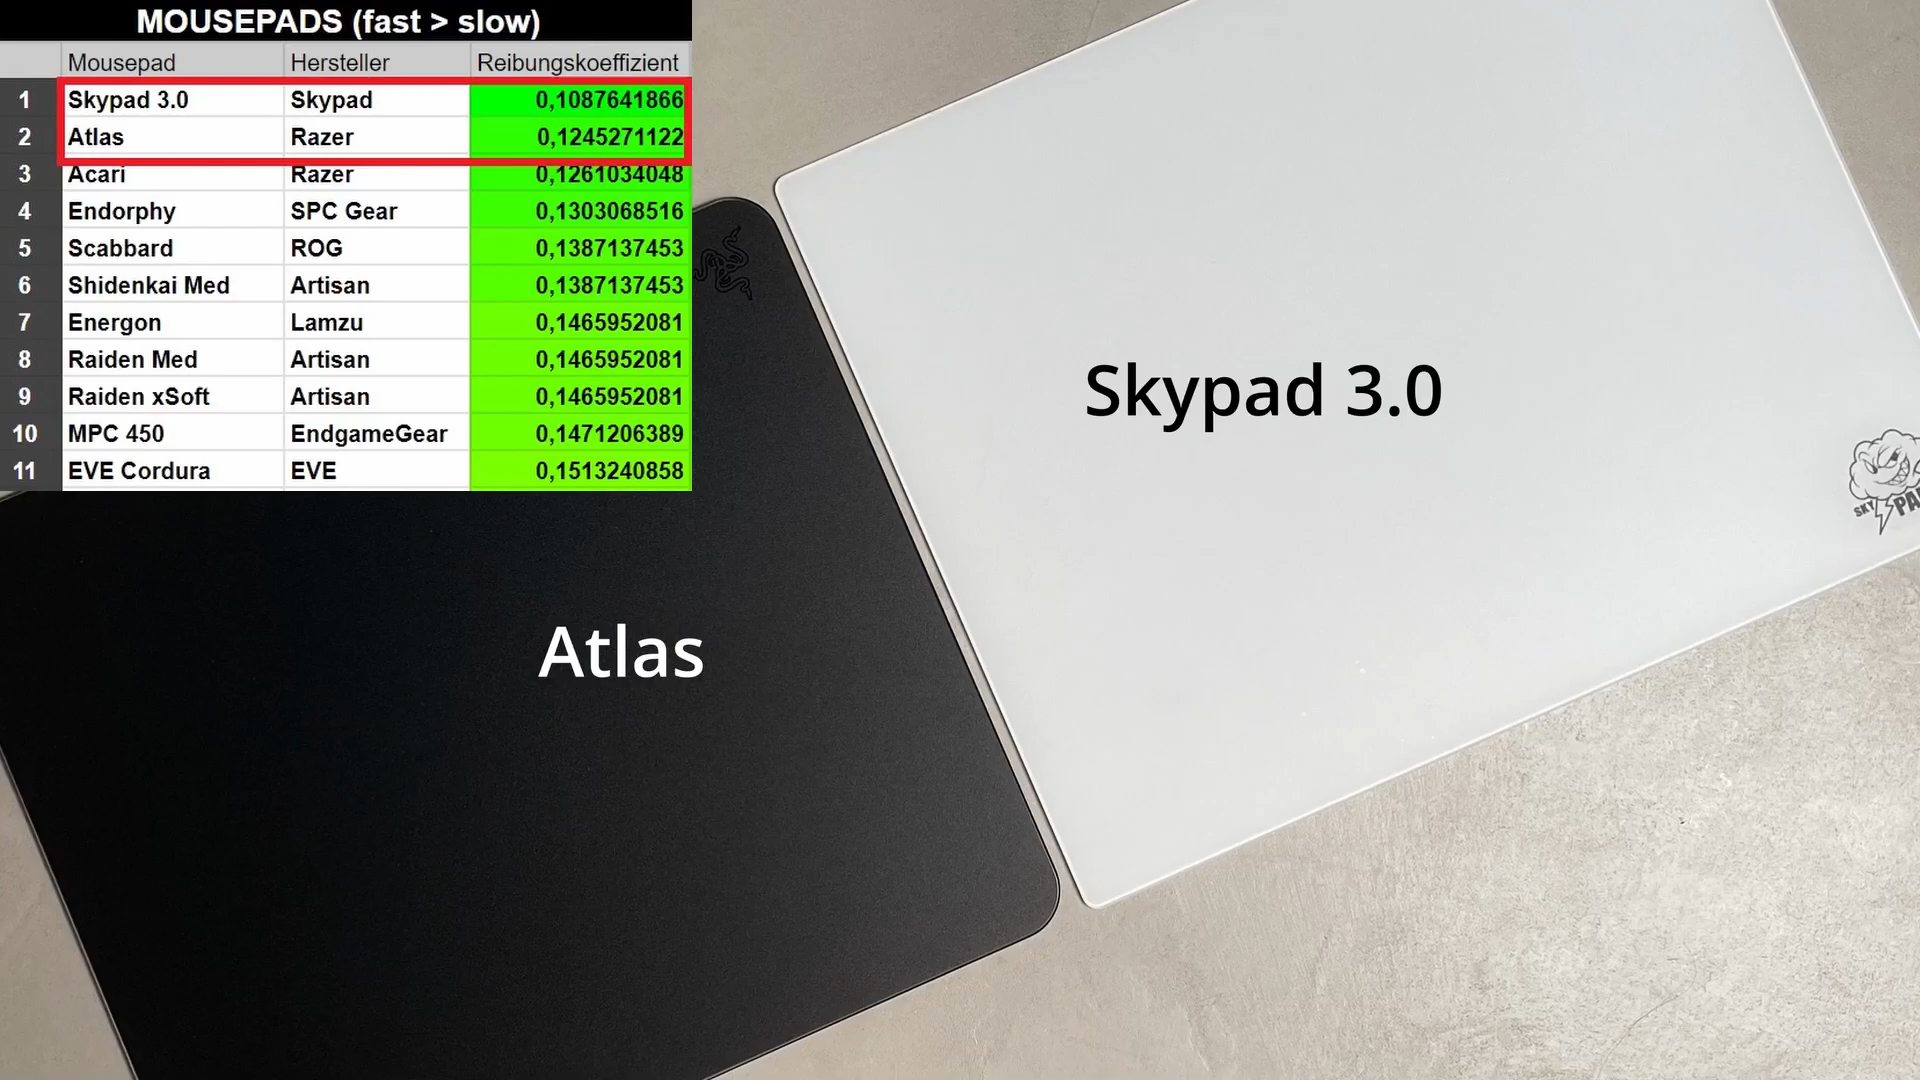 MOUSEPADS (fast > slow)
Mousepad Hersteller Reibungskoeffizient
1 Skypad 3.0 Skypad 0,1087641866
2 Atlas Razer 0,1245271122
3 Acari Razer 0,1261034048
4 Endorphy SPC Gear 0,1303068516
5 Scabbard ROG 0,1387137453
6 Shidenkai Med Artisan 0,1387137453
7 Energon Lamzu 0,1465952081
8 Raiden Med Artisan 0,1465952081
9 Raiden xSoft Artisan 0,1465952081
10 MPC 450 EndgameGear 0,1471206389
11 EVE Cordura EVE 0,1513240858
Skypad 3.0
SKY PA
Atlas